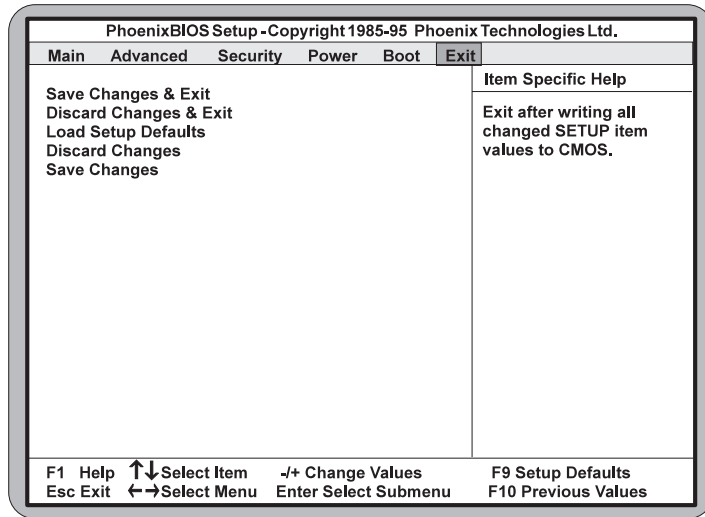 PhoenixBIOS Setup - Copyright 1985-95 Phoenix Technologies Ltd.
Main Advanced Security Power Boot Exit
Save Changes & Exit
Discard Changes & Exit
Load Setup Defaults
Discard Changes
Save Changes
Item Specific Help
Exit after writing all
changed SETUP item
values to CMOS.
F1 Help ↑↓ Select Item -/+ Change Values F9 Setup Defaults
Esc Exit ←→ Select Menu Enter Select Submenu F10 Previous Values